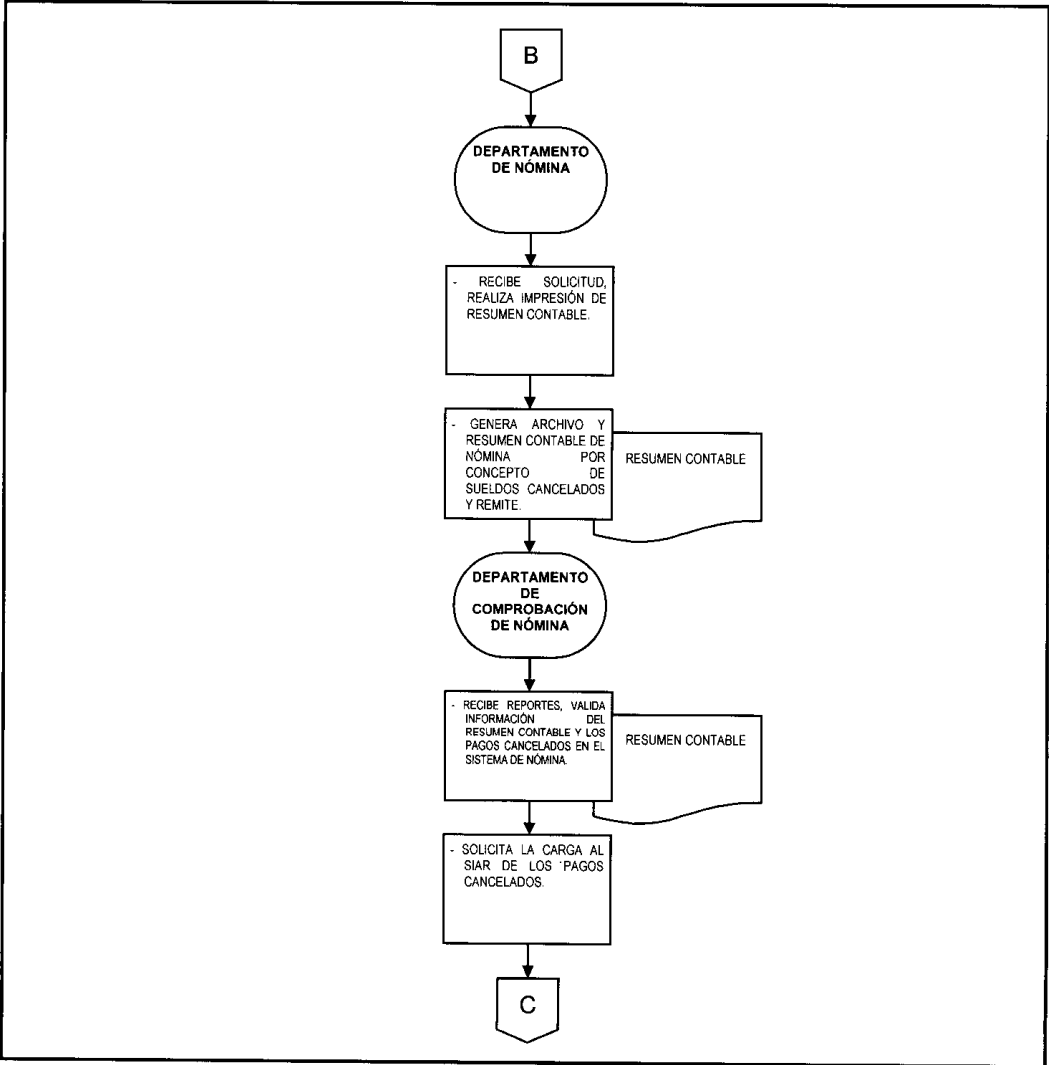 B
DEPARTAMENTO
DE NÓMINA
- RECIBE SOLICITUD,
REALIZA IMPRESIÓN DE
RESUMEN CONTABLE.
- GENERA ARCHIVO Y
RESUMEN CONTABLE DE
NÓMINA POR
CONCEPTO DE
SUELDOS CANCELADOS
Y REMITE.
RESUMEN CONTABLE
DEPARTAMENTO
DE
COMPROBACIÓN
DE NÓMINA
- RECIBE REPORTES, VALIDA
INFORMACIÓN DEL
RESUMEN CONTABLE Y LOS
PAGOS CANCELADOS EN EL
SISTEMA DE NÓMINA.
RESUMEN CONTABLE
- SOLICITA LA CARGA AL
SIAR DE LOS PAGOS
CANCELADOS.
C